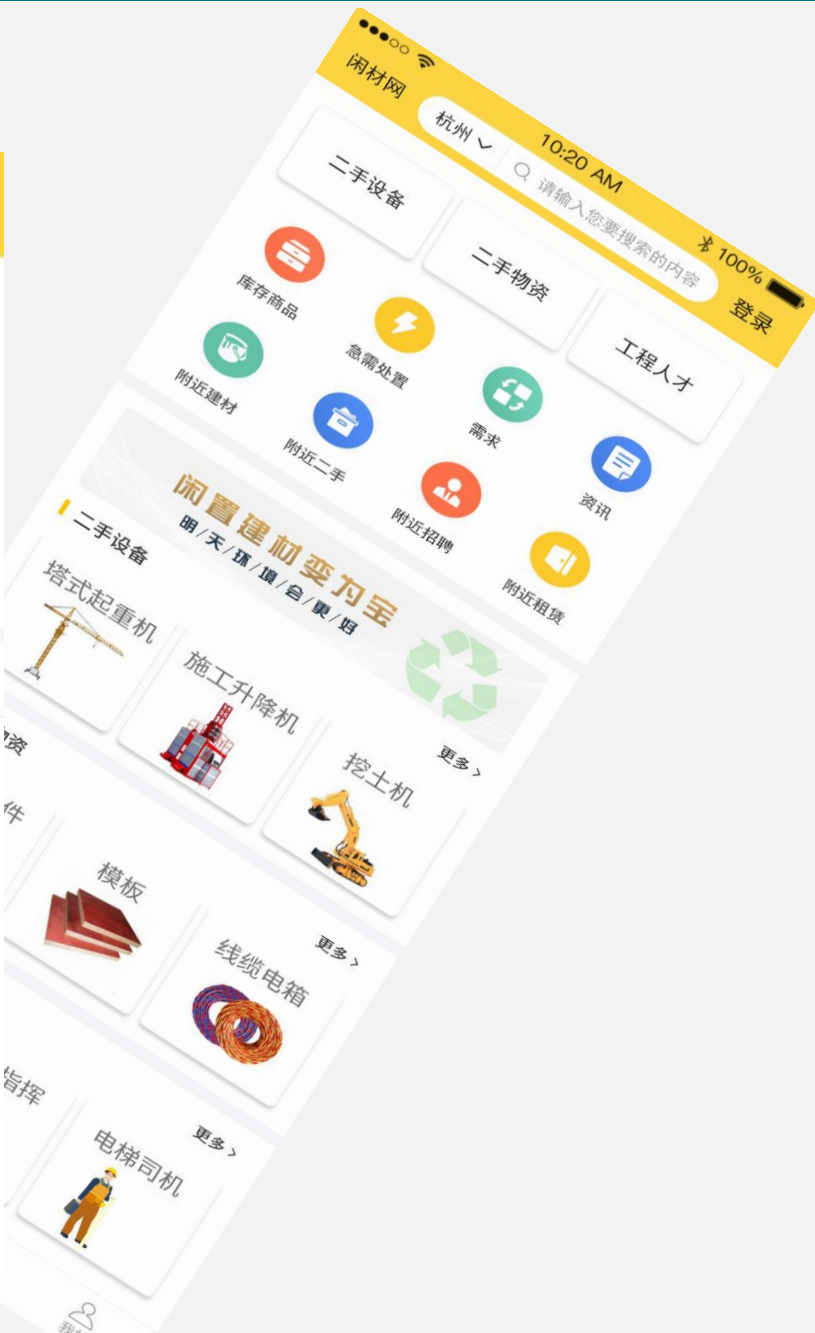 10:20 AM
100%
闲材网
杭州
请输入您要搜索的内容
登录
二手设备
二手物资
工程人才
库存商品
急需处置
需求
资讯
附近建材
附近二手
附近招聘
附近租赁
闲置建材变为宝
明/天/环/境/会/更/好
二手设备
更多 >
塔式起重机
施工升降机
挖土机
物资
更多 >
件
模板
线缆电箱
更多 >
指挥
电梯司机